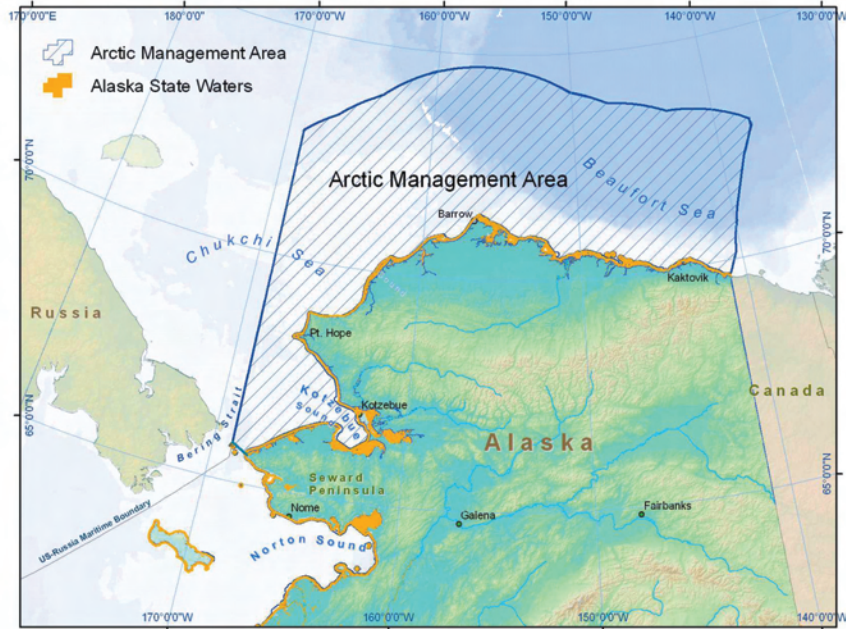 170°0'0"E
180°0'0"
170°0'0"W
160°0'0"W
150°0'0"W
140°0'0"W
130°0'0"W
Arctic Management Area
Alaska State Waters
70°0'0"N
Arctic Management Area
Beaufort Sea
Barrow
Chukchi Sea
70°0'0"N
Kaktovik
Russia
Pt. Hope
Canada
Kotzebue
Sound
Kotzebue
65°0'0"N
Bering Strait
Alaska
65°0'0"N
Seward
Peninsula
Nome
Galena
Fairbanks
US-Russia Maritime Boundary
Norton Sound
170°0'0"W
160°0'0"W
150°0'0"W
140°0'0"W